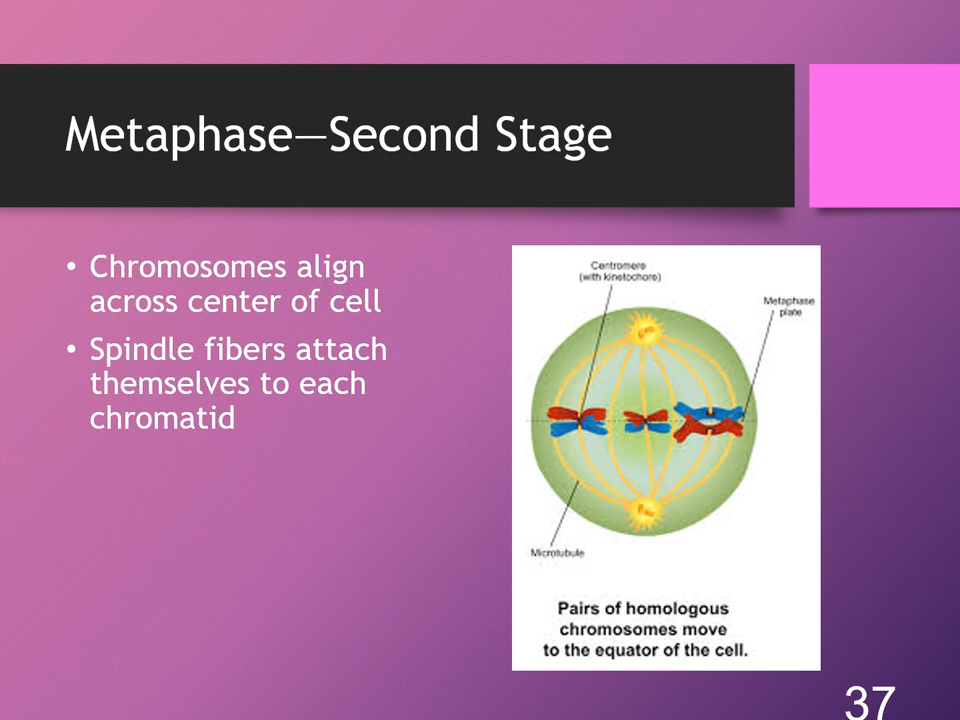 Metaphase—Second Stage
• Chromosomes align
across center of cell
• Spindle fibers attach
themselves to each
chromatid
Centromere
(with kinetochore)
Metaphase
plate
Microtubule
Pairs of homologous
chromosomes move
to the equator of the cell.
37